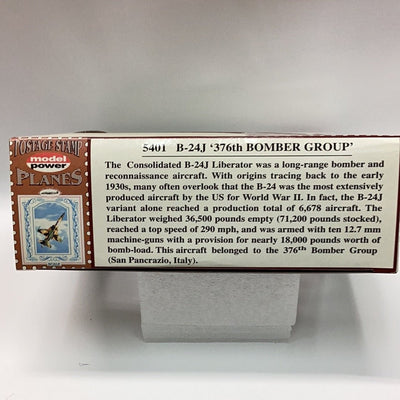 POSTAGE STAMP
model
power
PLANES
5401 B-24J '376th BOMBER GROUP'
The Consolidated B-24J Liberator was a long-range bomber and
reconnaissance aircraft. With origins tracing back to the early
1930s, many often overlook that the B-24 was the most extensively
produced aircraft by the US for World War II. In fact, the B-24J
variant alone reached a production total of 6,678 aircraft. The
Liberator weighed 36,500 pounds empty (71,200 pounds stocked),
reached a top speed of 290 mph, and was armed with ten 12.7 mm
machine-guns with a provision for nearly 18,000 pounds worth of
bomb-load. This aircraft belonged to the 376th Bomber Group
(San Pancrazio, Italy).